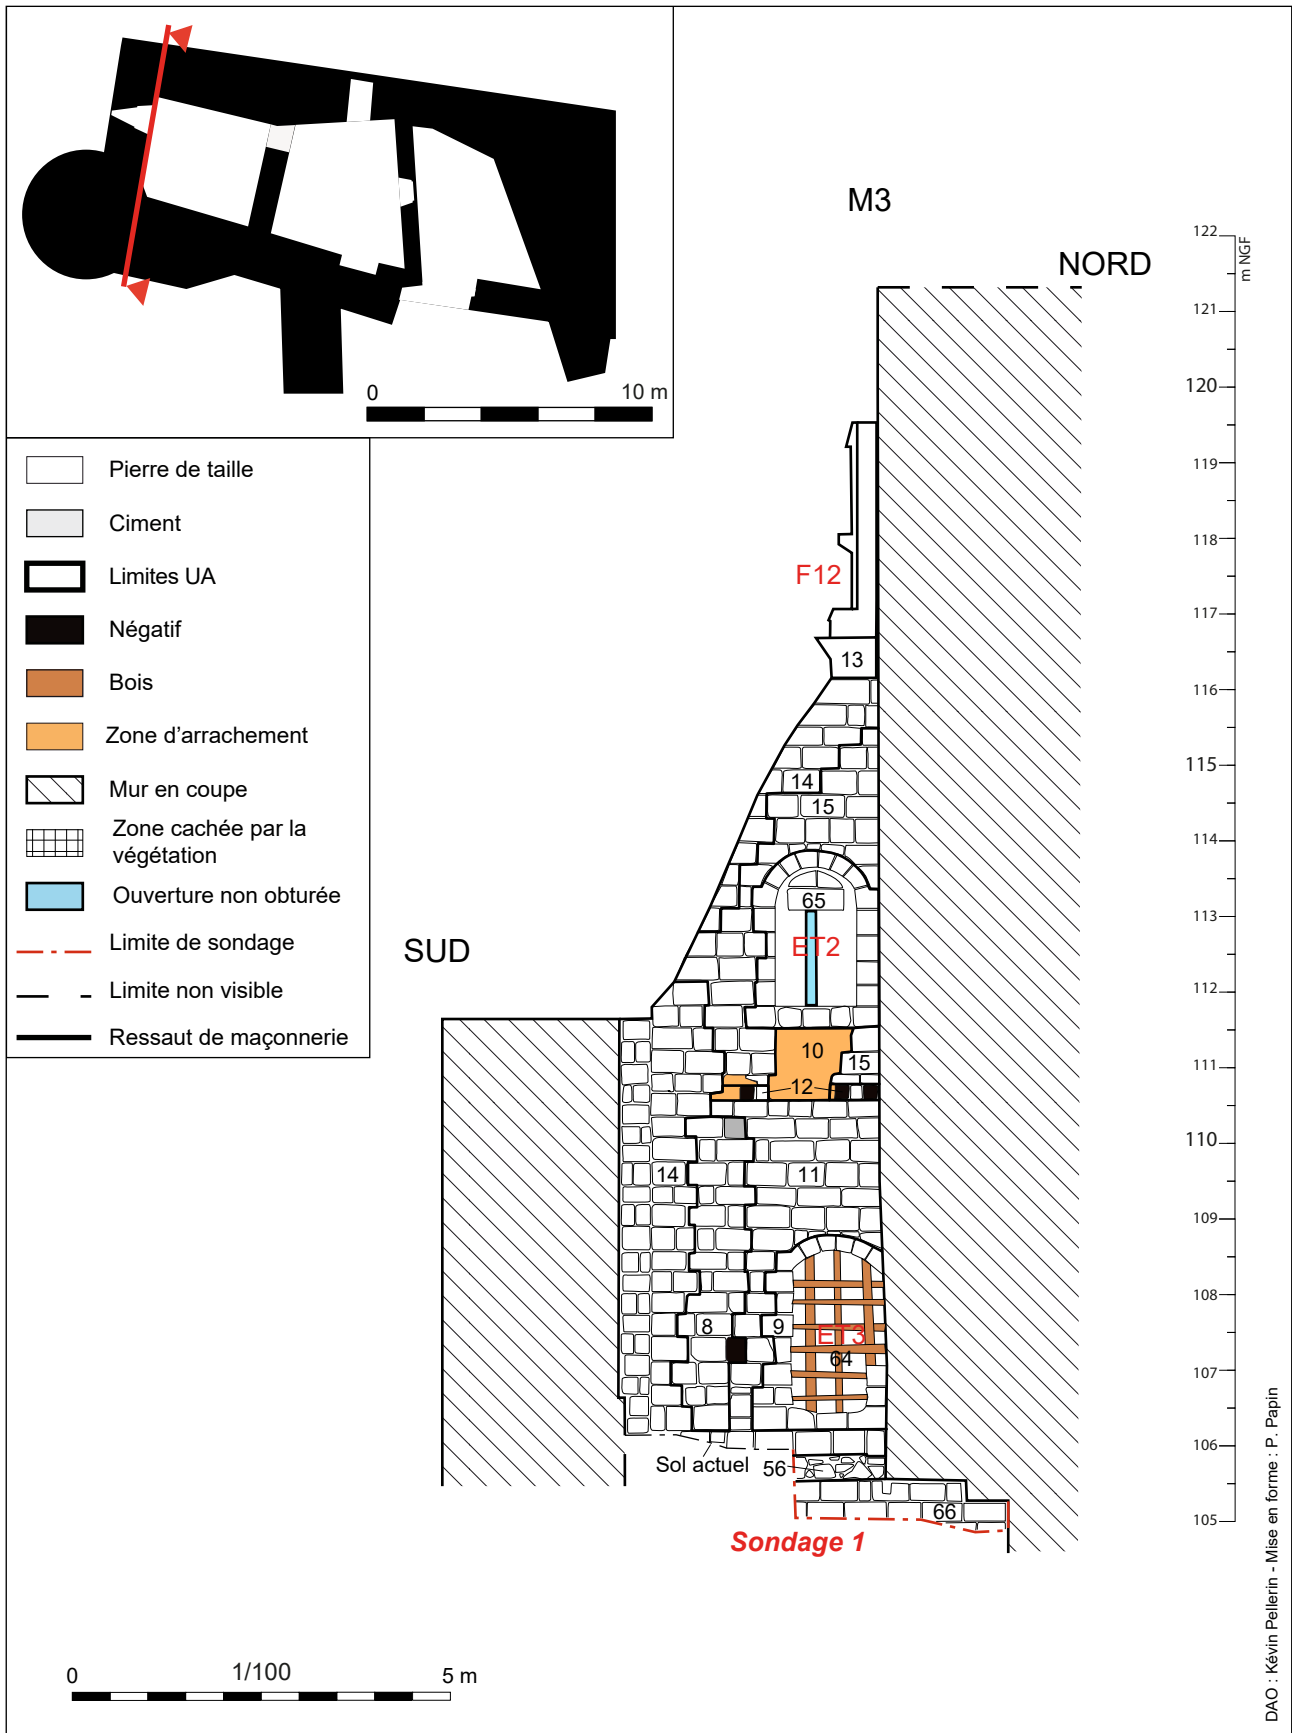 0
10 m
Pierre de taille
Ciment
Limites UA
Négatif
Bois
Zone d’arrachement
Mur en coupe
Zone cachée par la
végétation
Ouverture non obturée
Limite de sondage
Limite non visible
Ressaut de maçonnerie
M3
NORD
SUD
122
121
120
119
118
117
116
115
114
113
112
111
110
109
108
107
106
105
m NGF
F12
13
14
15
65
ET2
10
15
12
14
11
8
9
ET3
64
Sol actuel
56
66
Sondage 1
0
1/100
5 m
DAO : Kévin Pellerin - Mise en forme : P. Papin